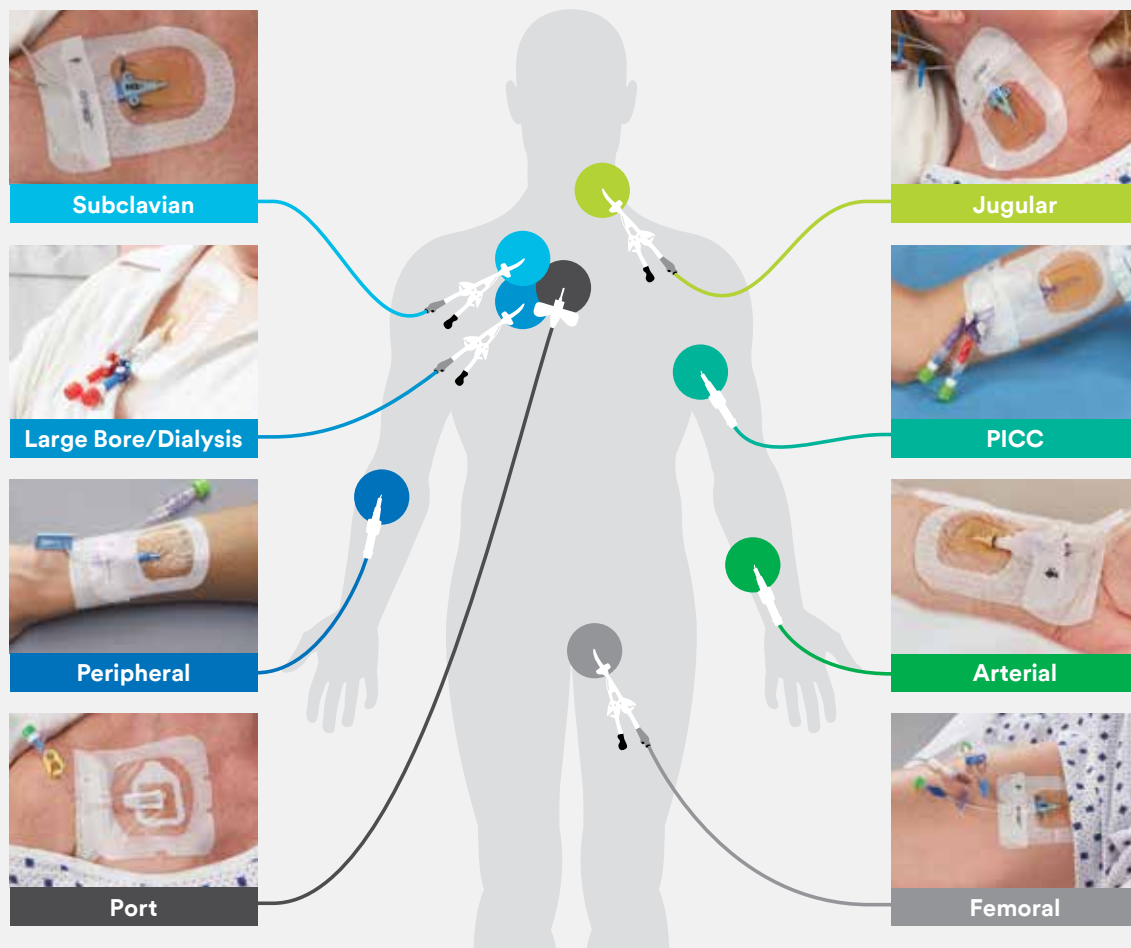 Subclavian
Jugular
Large Bore/Dialysis
PICC
Peripheral
Arterial
Port
Femoral